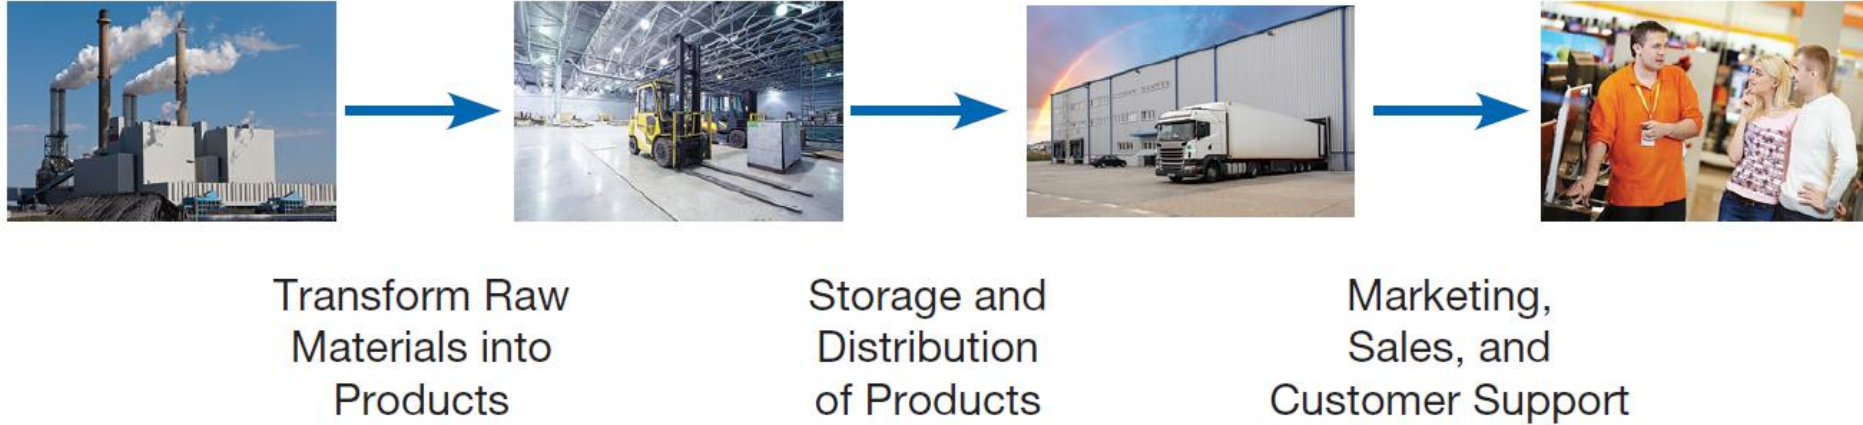 Transform Raw
Materials into
Products
Storage and
Distribution
of Products
Marketing,
Sales, and
Customer Support